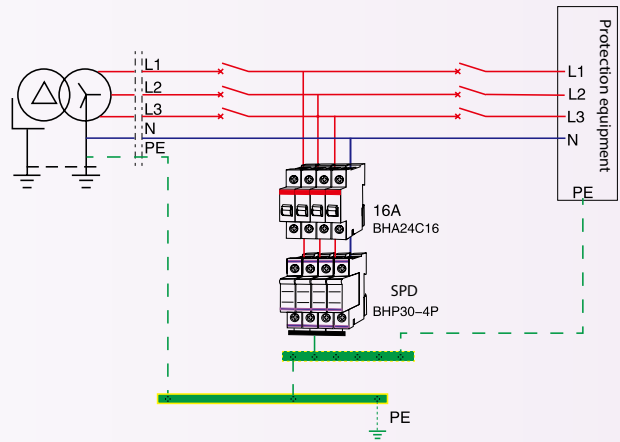 L1
L2
L3
N
PE
L1
L2
L3
N
PE
Protection equipment
16A
BHA24C16
SPD
BHP30-4P
PE